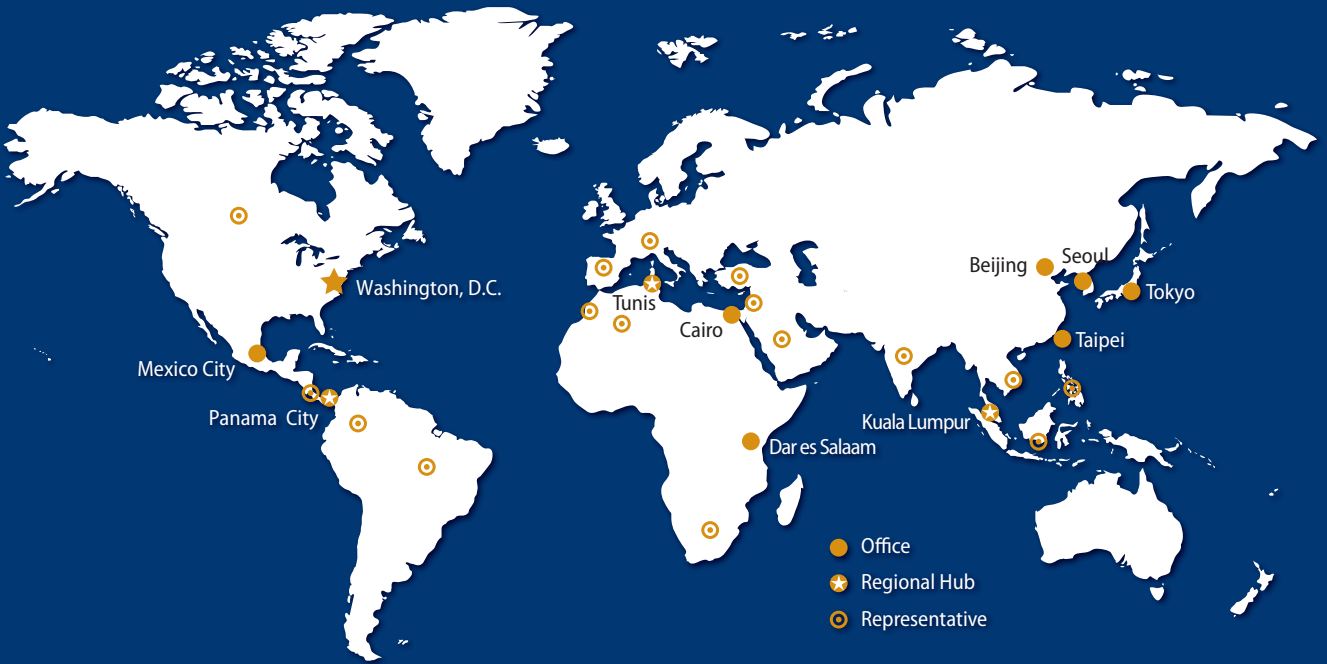 Washington, D.C.
Mexico City
Panama City
Tunis
Cairo
Dar es Salaam
Beijing
Seoul
Tokyo
Taipei
Kuala Lumpur
Office
Regional Hub
Representative